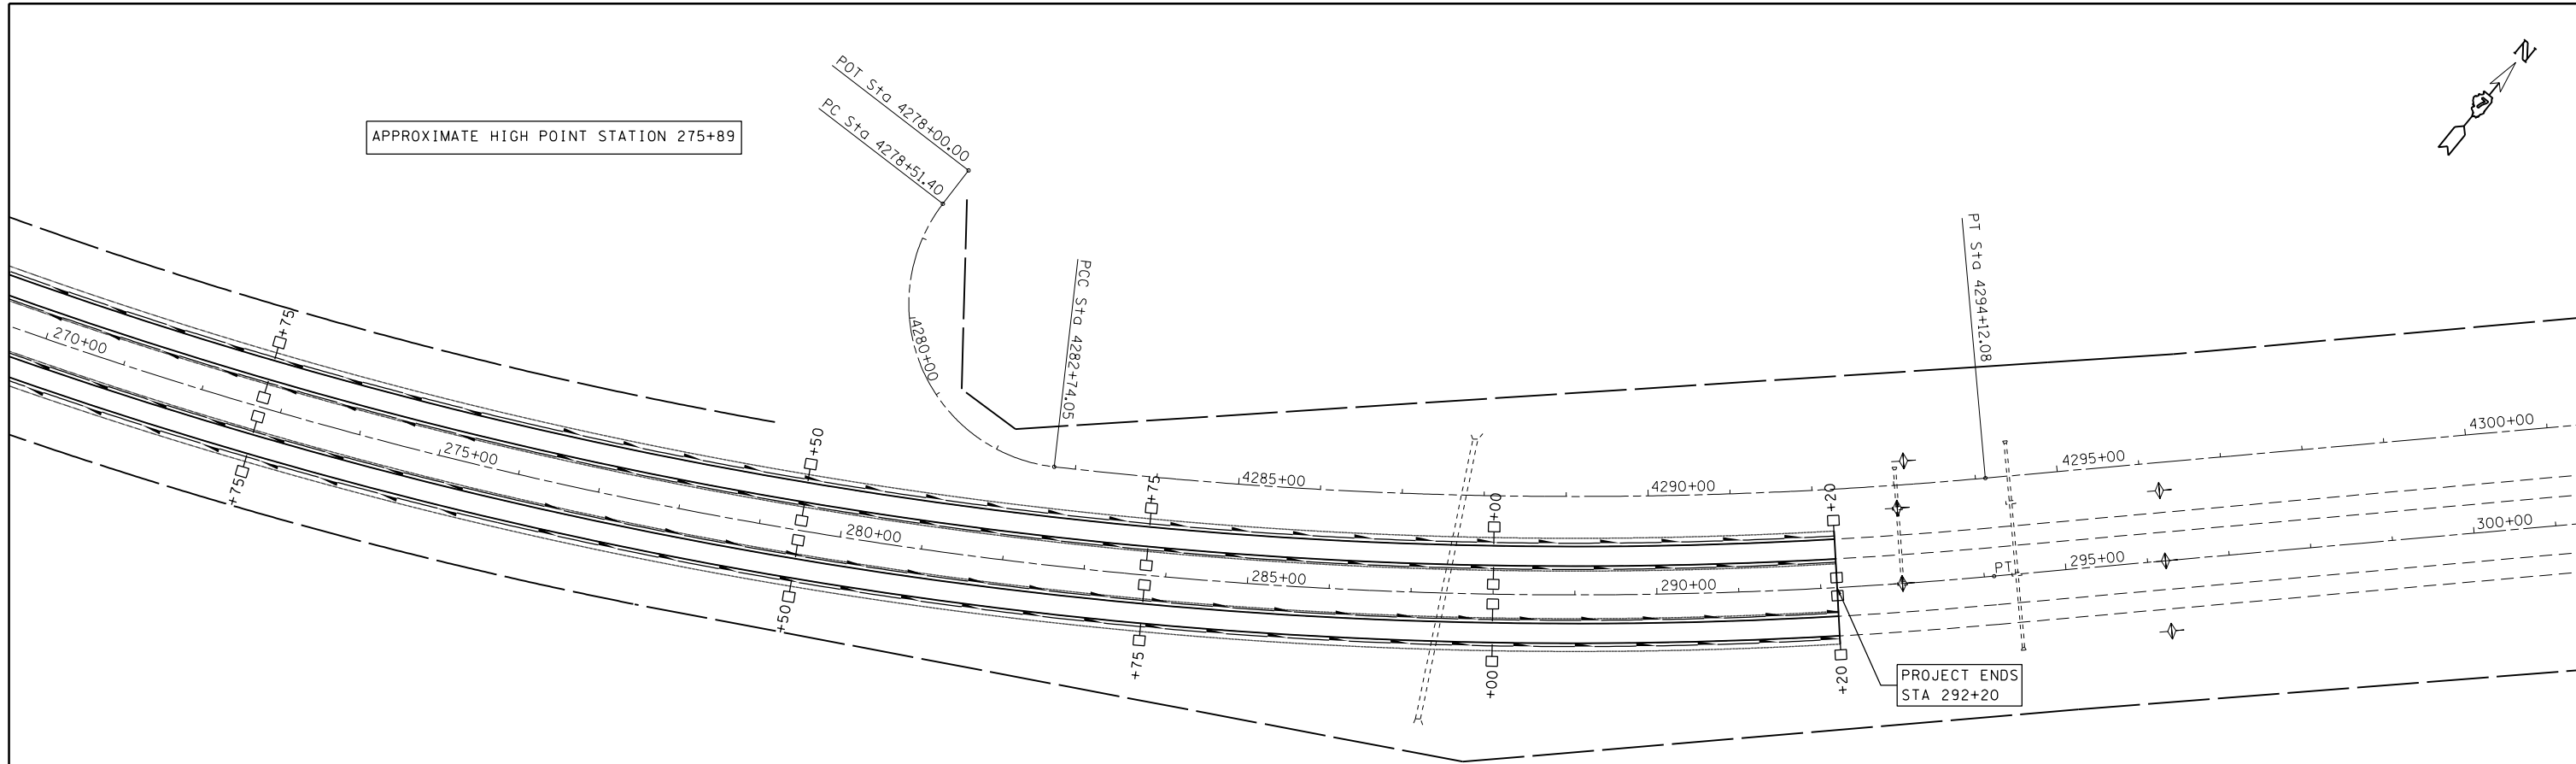 N
POT Sta 4278+00.00
PC Sta 4278+51.40
APPROXIMATE HIGH POINT STATION 275+89
PCC Sta 4282+74.05
PT Sta 4294+12.08
4280+00
4285+00
4290+00
4295+00
4300+00
270+00
275+00
280+00
285+00
290+00
295+00
300+00
PT
+75
+50
+75
+00
+20
+75
+50
+75
+00
+20
PROJECT ENDS
STA 292+20